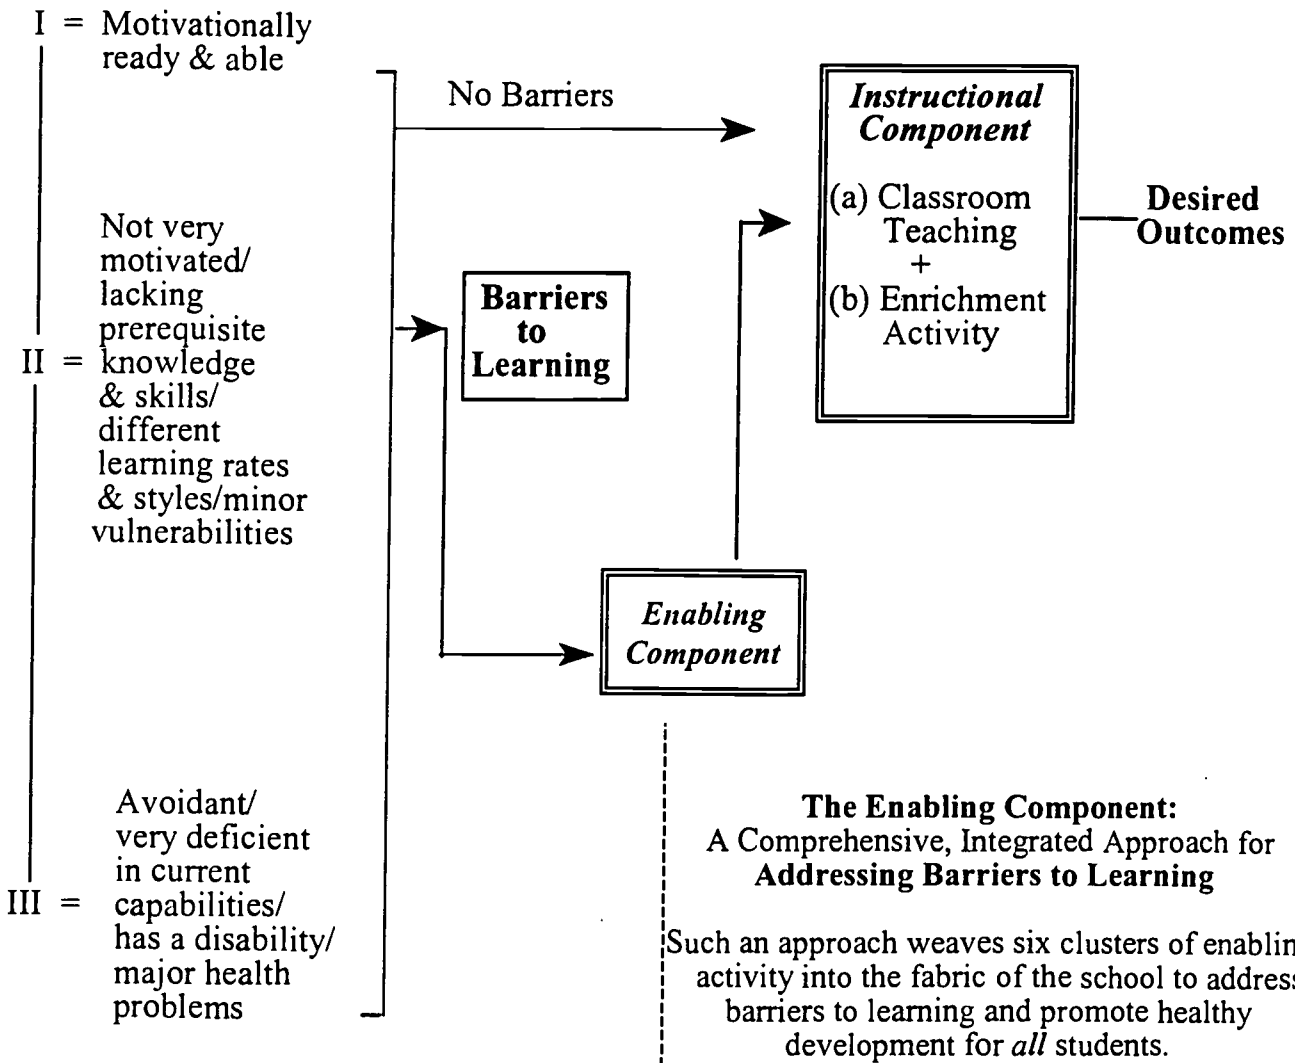 I = Motivationally
ready & able
No Barriers
Instructional
Component
(a) Classroom
Teaching
+
(b) Enrichment
Activity
Desired
Outcomes
Not very
motivated/
lacking
prerequisite
II = knowledge
& skills/
different
learning rates
& styles/minor
vulnerabilities
Barriers
to
Learning
Enabling
Component
Avoidant/
very deficient
in current
III = capabilities/
has a disability/
major health
problems
The Enabling Component:
A Comprehensive, Integrated Approach for
Addressing Barriers to Learning
Such an approach weaves six clusters of enablin
activity into the fabric of the school to address
barriers to learning and promote healthy
development for all students.